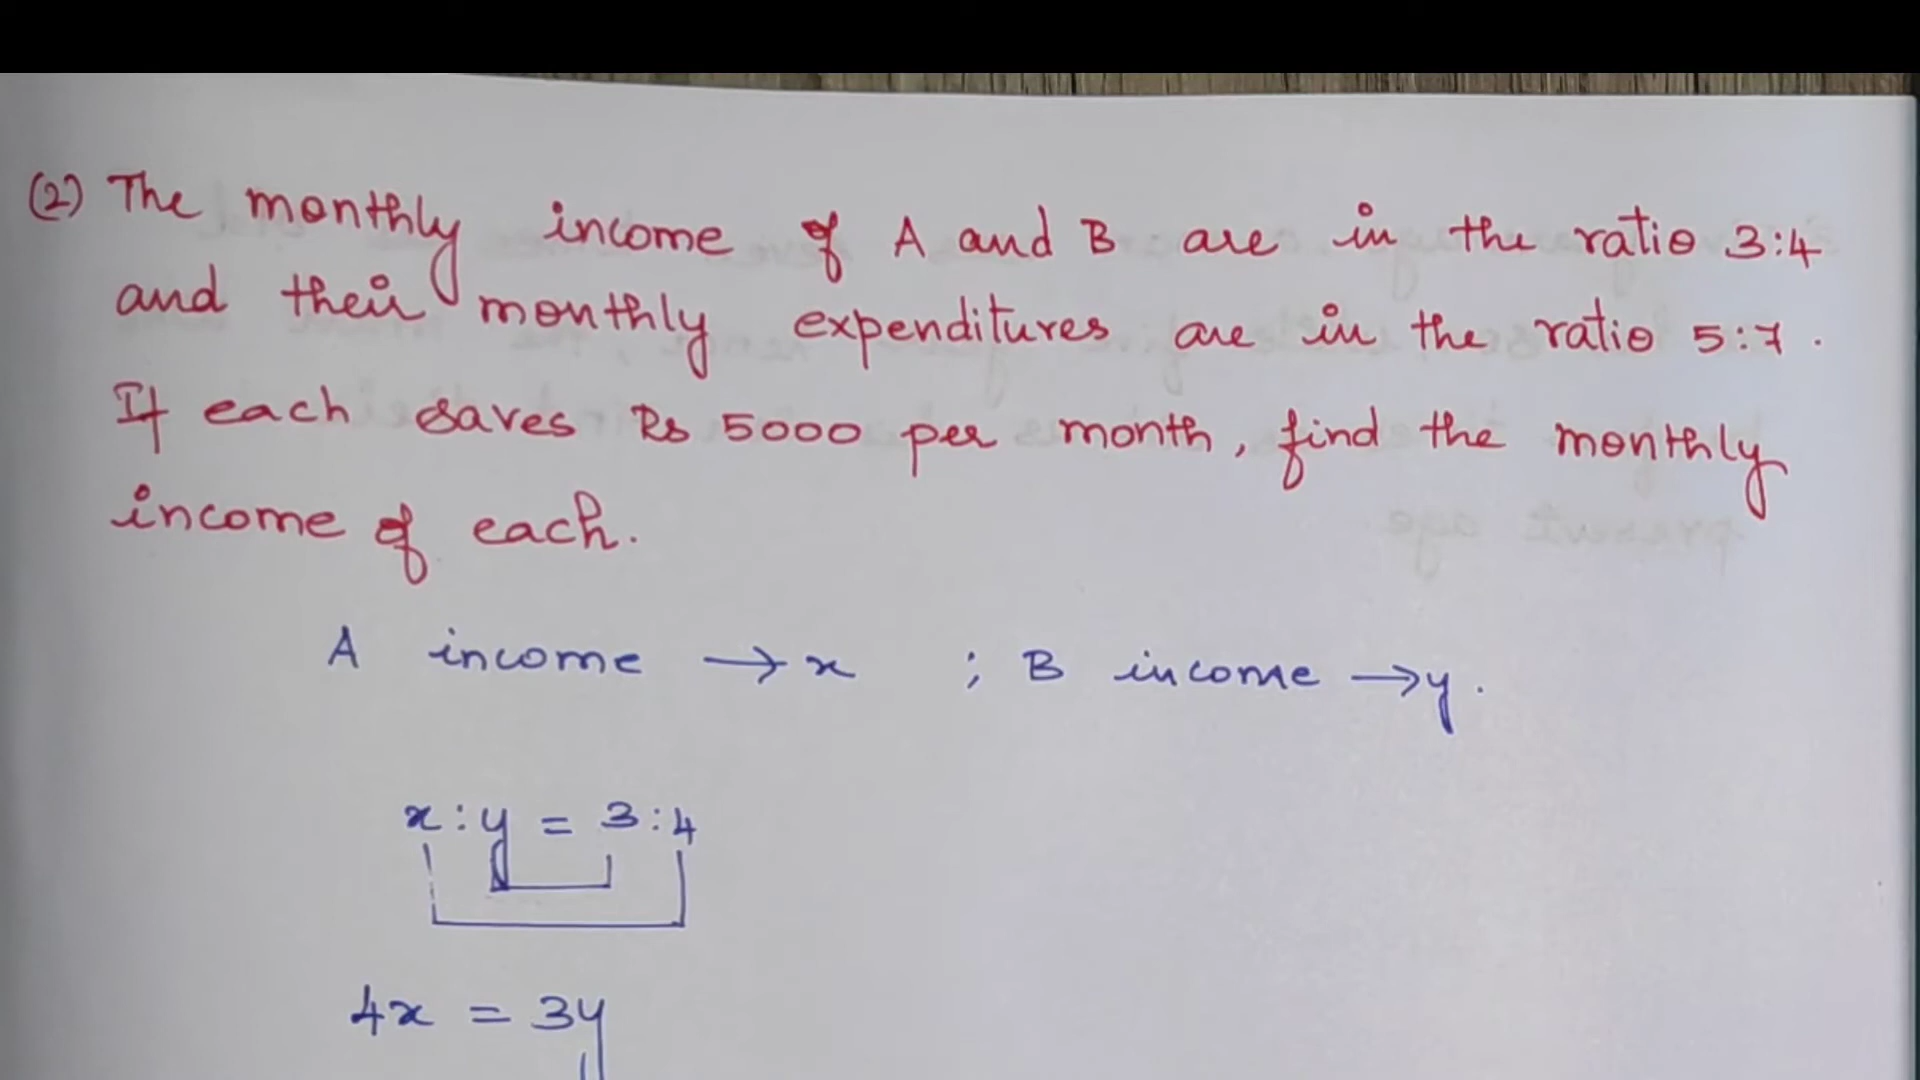 (2) The monthly income of A and B are in the ratio 3:4
and their monthly expenditures are in the ratio 5:7.
If each saves Rs 5000 per month, find the monthly
income of each.
A income → x ; B income → y.
x : y = 3 : 4
4x = 3y